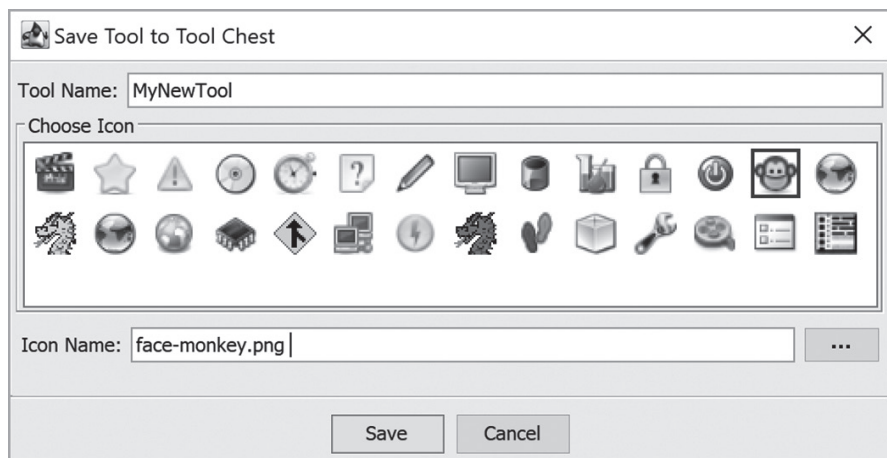 Save Tool to Tool Chest
Tool Name: MyNewTool
Choose Icon
?
Icon Name: face-monkey.png
...
Save Cancel